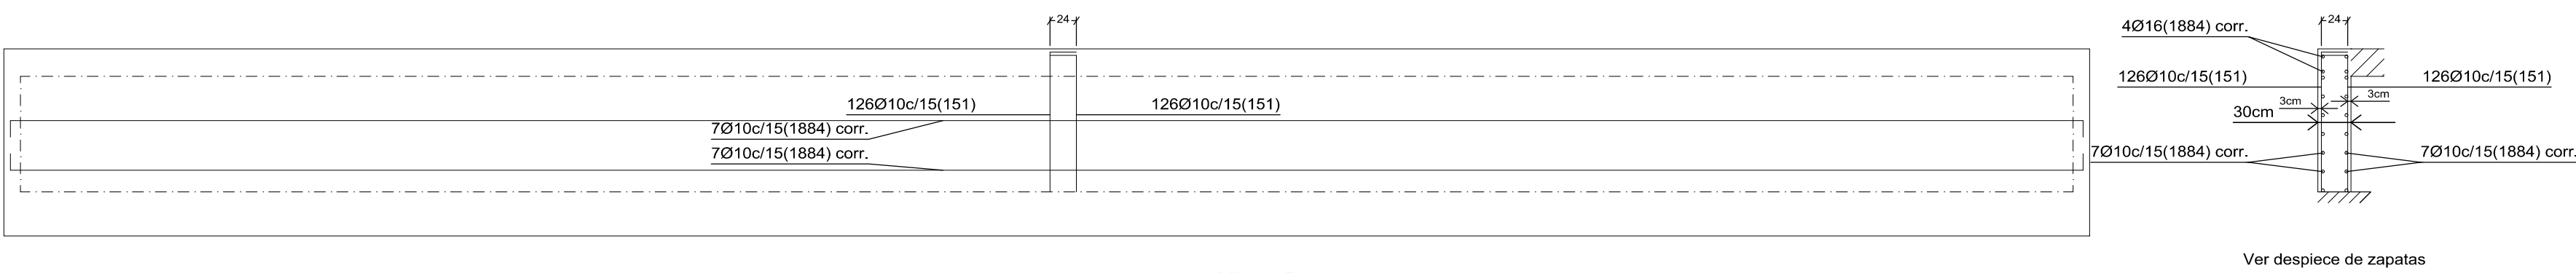 24
126Ø10c/15(151)
126Ø10c/15(151)
7Ø10c/15(1884) corr.
7Ø10c/15(1884) corr.
24
4Ø16(1884) corr.
126Ø10c/15(151)
126Ø10c/15(151)
3cm
3cm
30cm
7Ø10c/15(1884) corr.
7Ø10c/15(1884) corr.
Ver despiece de zapatas